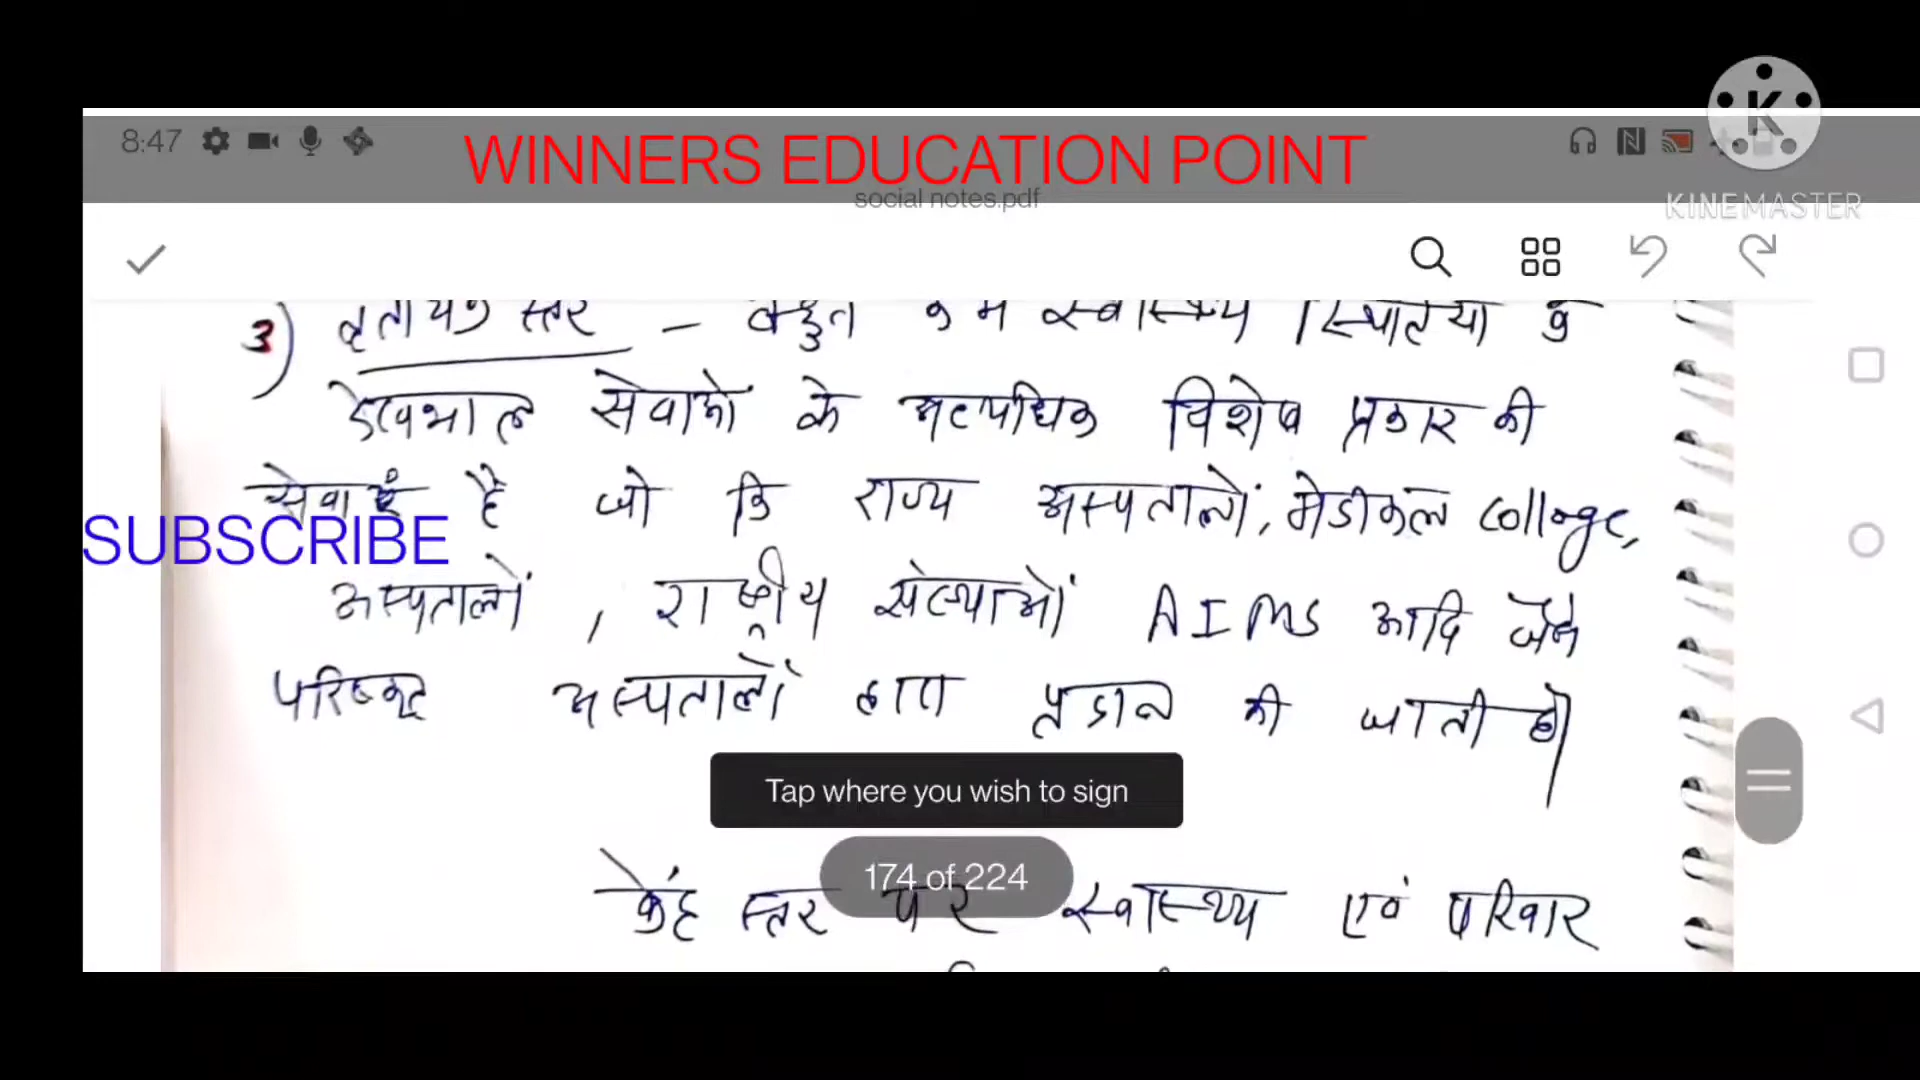 8:47
WINNERS EDUCATION POINT
social notes.pdf
K
KINEMASTER
3) तृतीयक स्तर – बहुत कम स्वास्थ्य स्थितियों के
देखभाल सेवाओं के अत्यधिक विशेष प्रकार की
सेवाएं है जो कि राज्य अस्पतालों, मेडीकल College,
SUBSCRIBE
अस्पतालों , राष्ट्रीय संस्थाओं AIIMS आदि जैसे
परिष्कृत अस्पतालों द्वारा प्रदान की जाती है|
Tap where you wish to sign
174 of 224
स्तर पर स्वास्थ्य एवं परिवार